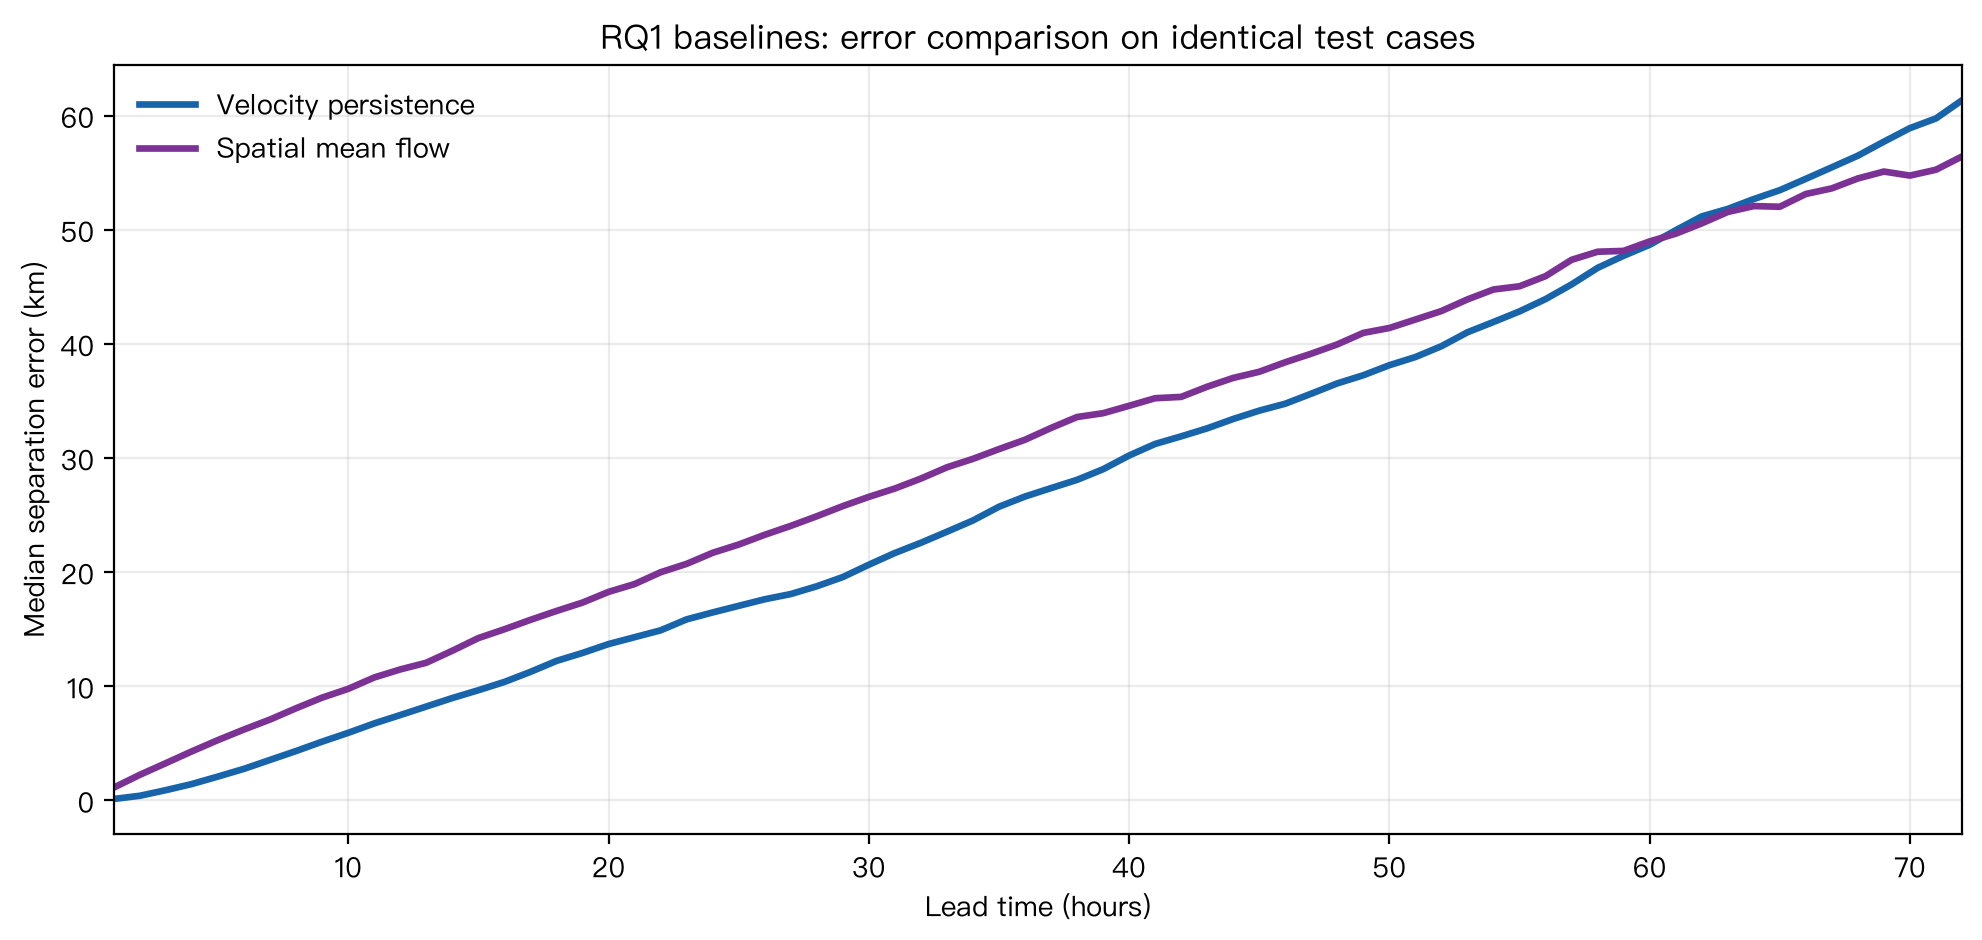 RQ1 baselines: error comparison on identical test cases
Velocity persistence
Spatial mean flow
60
50
40
30
20
10
0
Median separation error (km)
10 20 30 40 50 60 70
Lead time (hours)